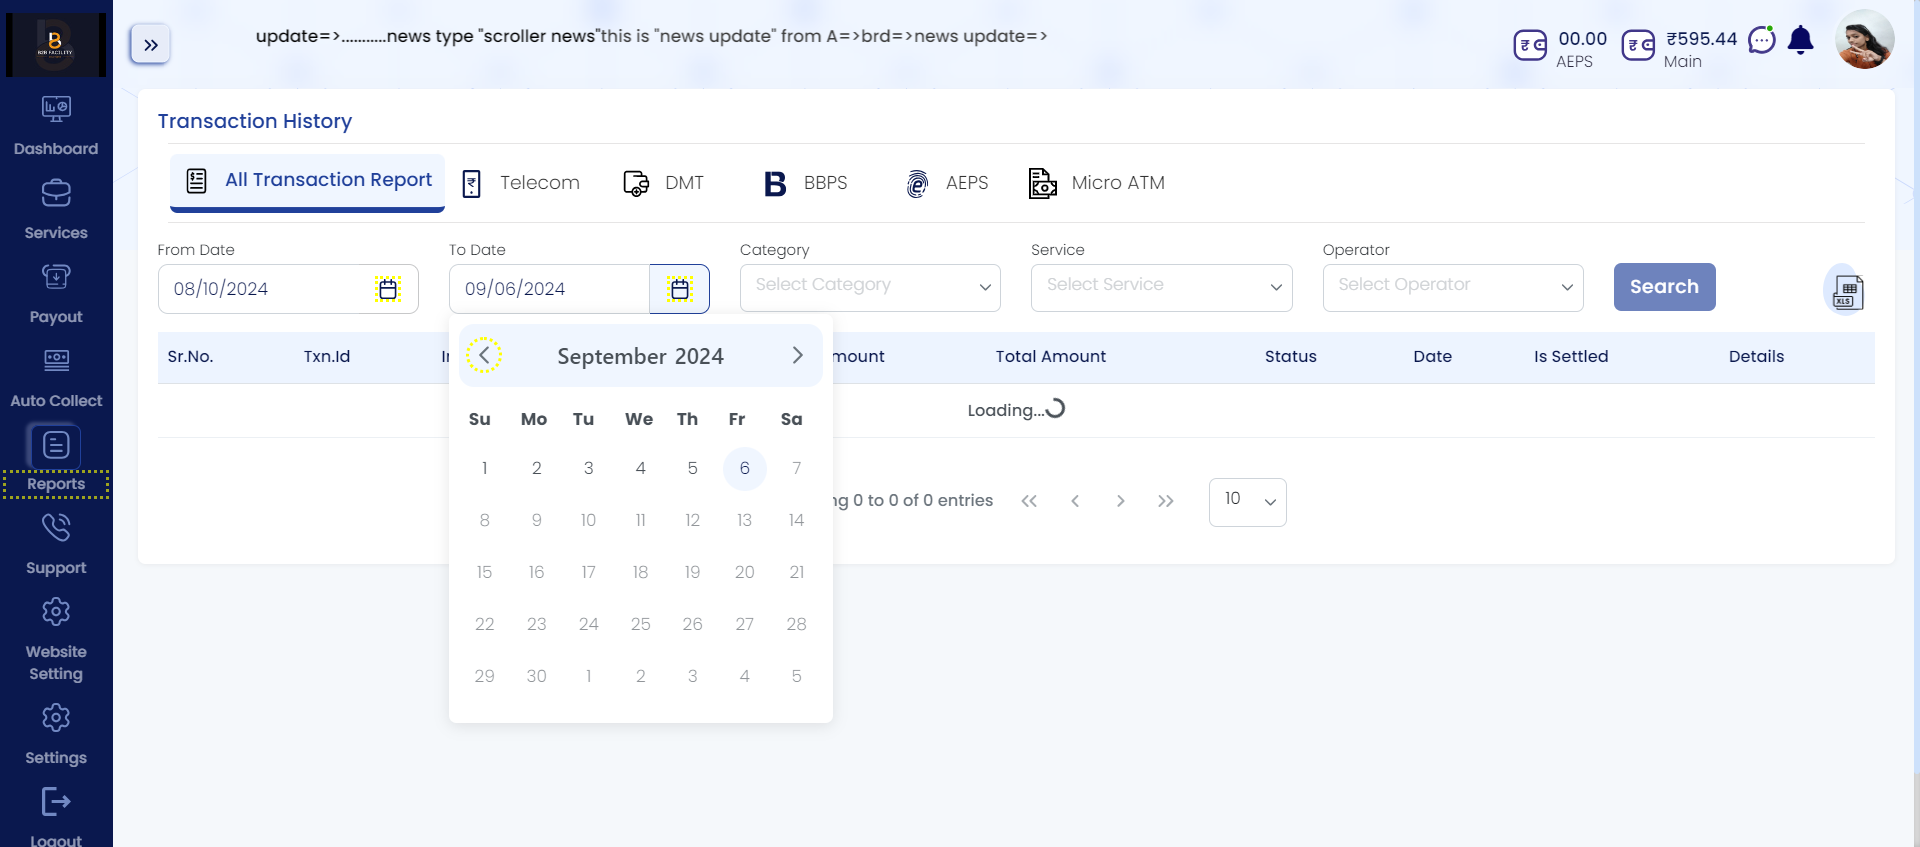 B2B FACILITY
update=>...........news type "scroller news"this is "news update" from A=>brd=>news update=>
00.00
AEPS
₹595.44
Main
Dashboard
Services
Payout
Auto Collect
Reports
Support
Website
Setting
Settings
Logout
Transaction History
All Transaction Report
Telecom
DMT
BBPS
AEPS
Micro ATM
From Date
To Date
Category
Service
Operator
08/10/2024
09/06/2024
Select Category
Select Service
Select Operator
Search
XLS
Sr.No.
Txn.Id
mount
Total Amount
Status
Date
Is Settled
Details
Loading...
September 2024
Su Mo Tu We Th Fr Sa
1 2 3 4 5 6 7
8 9 10 11 12 13 14
15 16 17 18 19 20 21
22 23 24 25 26 27 28
29 30 1 2 3 4 5
ng 0 to 0 of 0 entries
10